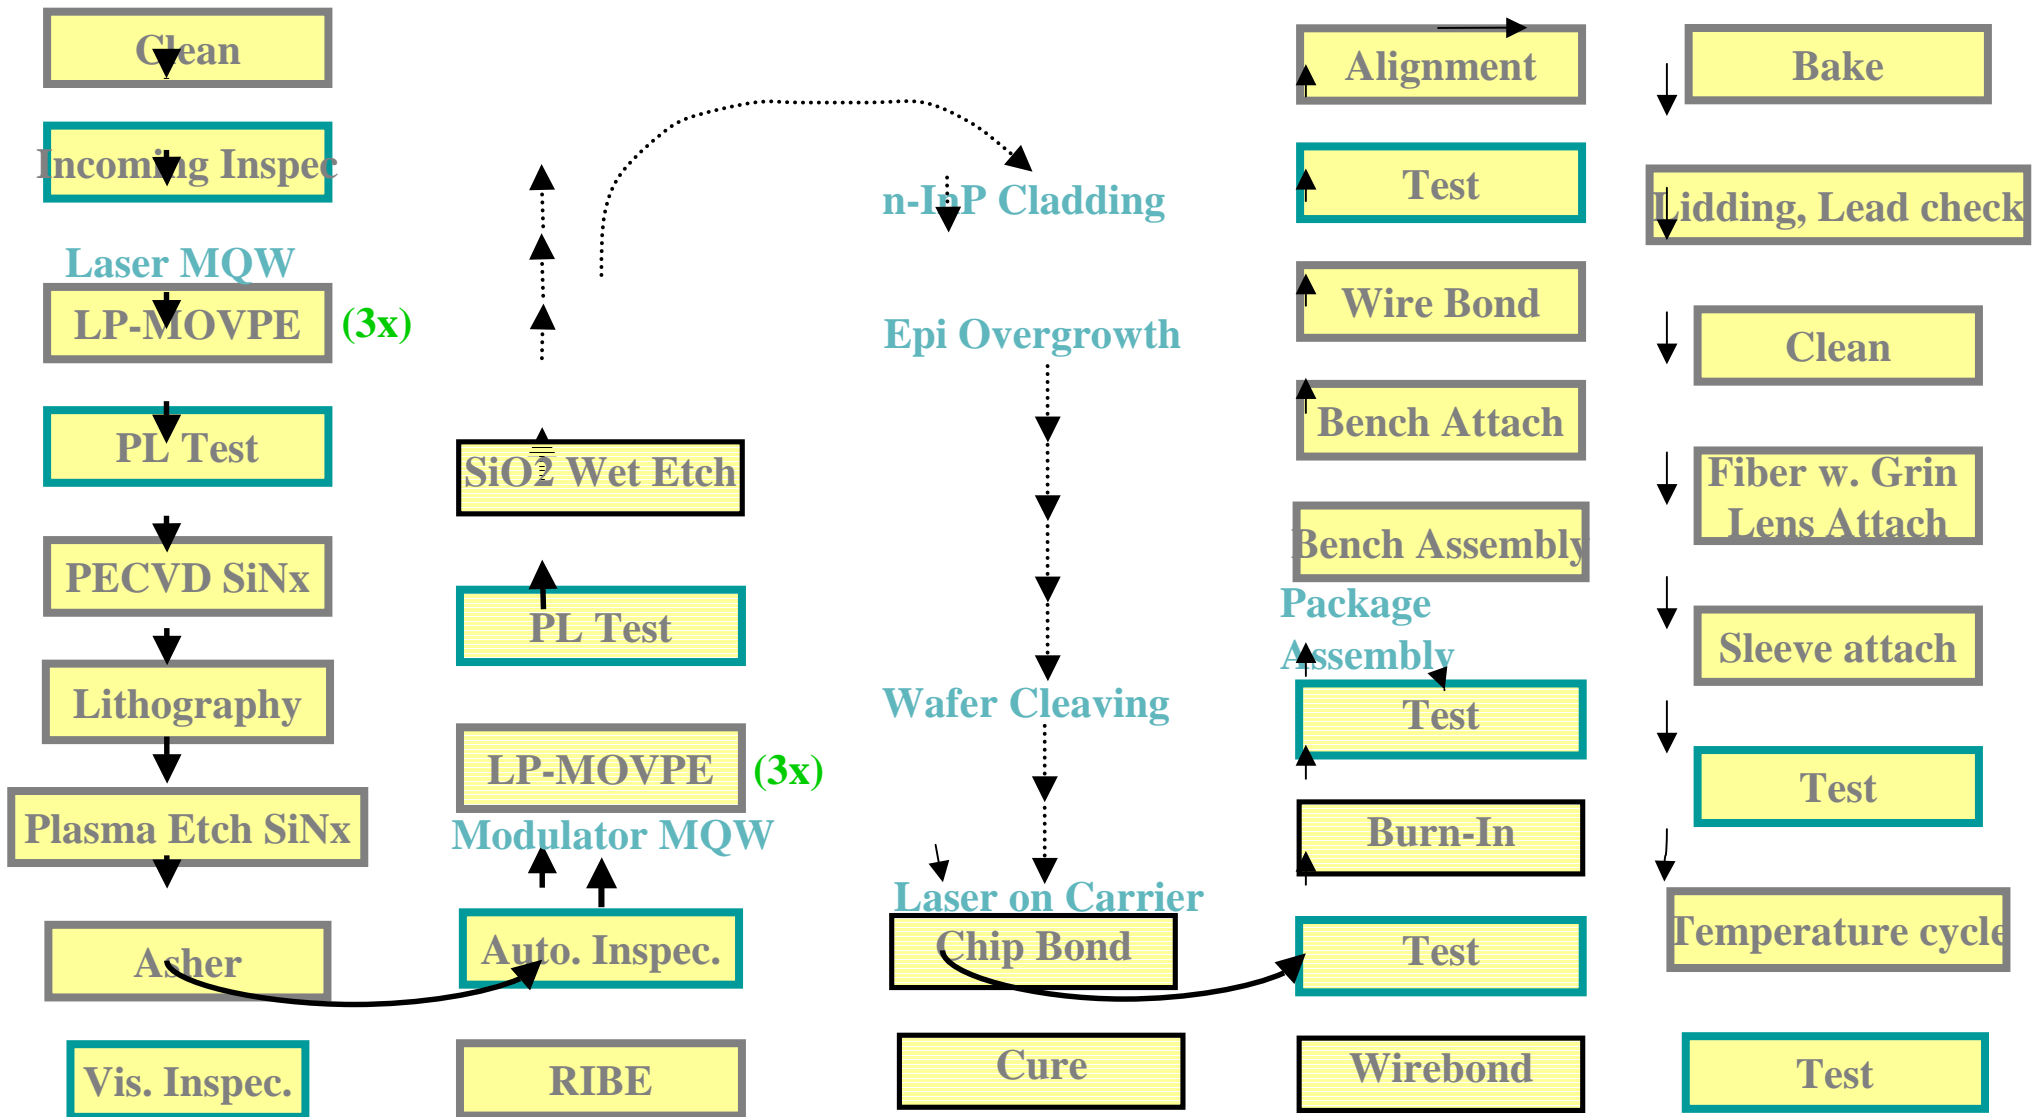 Clean
Incoming Inspec
Laser MQW
LP-MOVPE
(3x)
PL Test
PECVD SiNx
Lithography
Plasma Etch SiNx
Asher
Vis. Inspec.
SiO2 Wet Etch
PL Test
LP-MOVPE
(3x)
Modulator MQW
Auto. Inspec.
RIBE
n-InP Cladding
Epi Overgrowth
Wafer Cleaving
Laser on Carrier
Chip Bond
Cure
Alignment
Test
Wire Bond
Bench Attach
Bench Assembly
Package
Assembly
Test
Burn-In
Test
Wirebond
Bake
Lidding, Lead check
Clean
Fiber w. Grin
Lens Attach
Sleeve attach
Test
Temperature cycle
Test